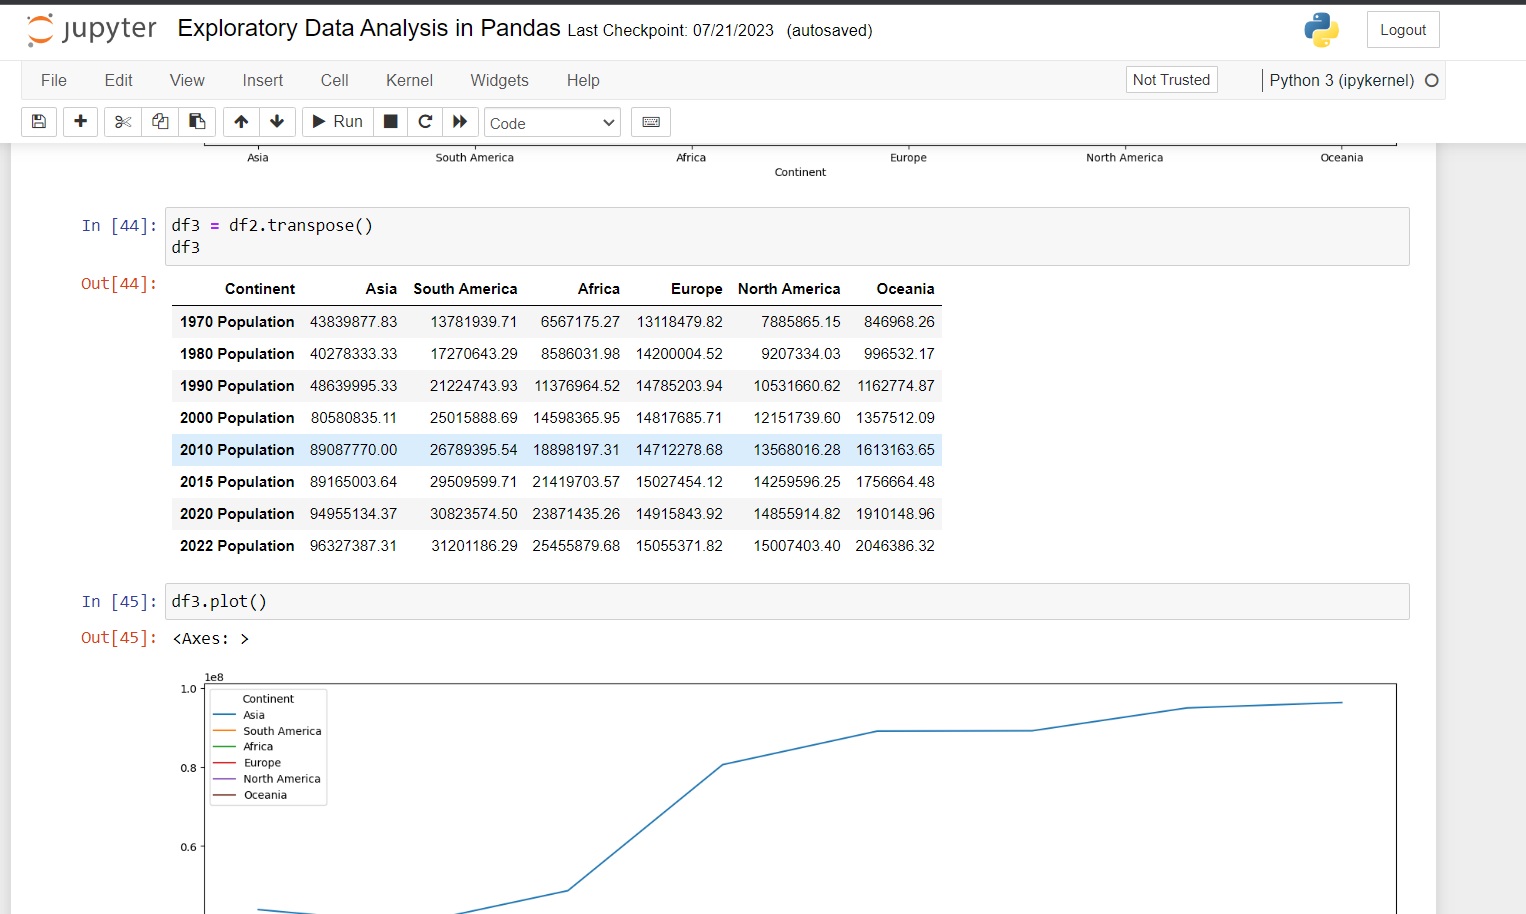 jupyter Exploratory Data Analysis in Pandas Last Checkpoint: 07/21/2023 (autosaved) Logout
File Edit View Insert Cell Kernel Widgets Help Not Trusted Python 3 (ipykernel)
Run Code
Asia South America Africa Europe North America Oceania
Continent
In [44]: df3 = df2.transpose()
df3
Out[44]:
Continent Asia South America Africa Europe North America Oceania
1970 Population 43839877.83 13781939.71 6567175.27 13118479.82 7885865.15 846968.26
1980 Population 40278333.33 17270643.29 8586031.98 14200004.52 9207334.03 996532.17
1990 Population 48639995.33 21224743.93 11376964.52 14785203.94 10531660.62 1162774.87
2000 Population 80580835.11 25015888.69 14598365.95 14817685.71 12151739.60 1357512.09
2010 Population 89087770.00 26789395.54 18898197.31 14712278.68 13568016.28 1613163.65
2015 Population 89165003.64 29509599.71 21419703.57 15027454.12 14259596.25 1756664.48
2020 Population 94955134.37 30823574.50 23871435.26 14915843.92 14855914.82 1910148.96
2022 Population 96327387.31 31201186.29 25455879.68 15055371.82 15007403.40 2046386.32
In [45]: df3.plot()
Out[45]: <Axes: >
1e8
1.0
Continent
Asia
South America
Africa
Europe
0.8
North America
Oceania
0.6